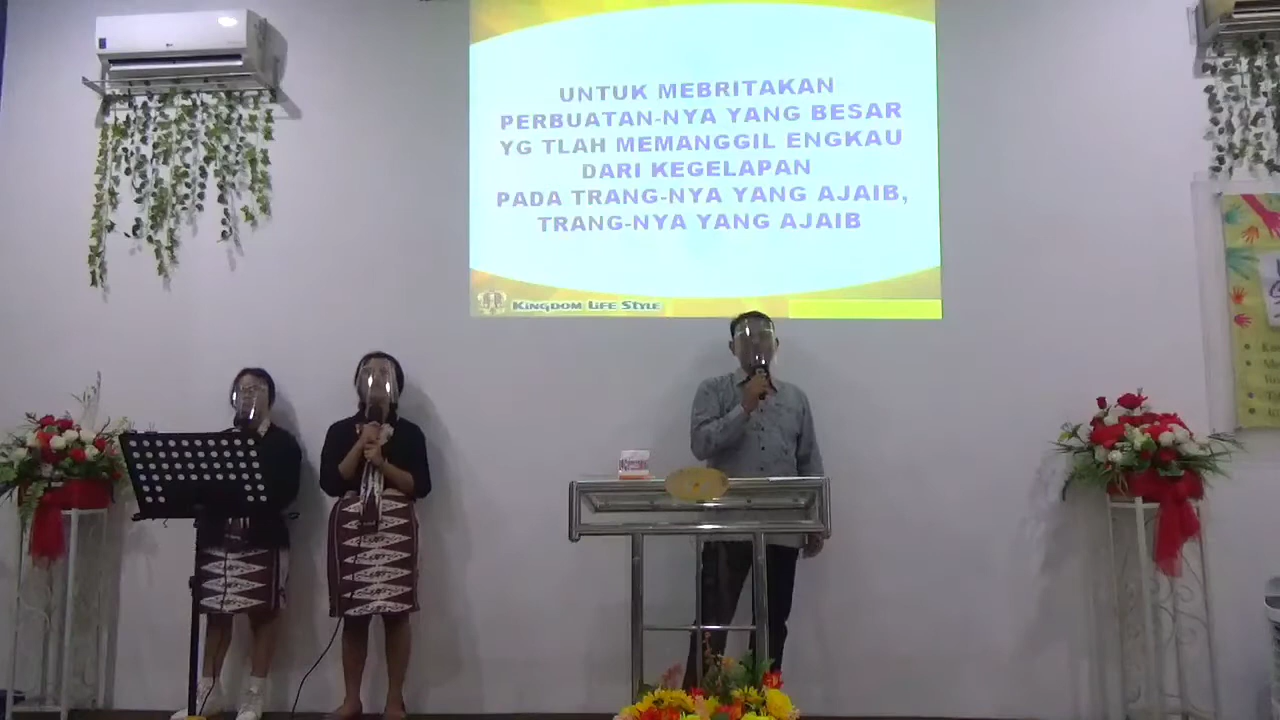 UNTUK MEBRITAKAN
PERBUATAN-NYA YANG BESAR
YG TLAH MEMANGGIL ENGKAU
DARI KEGELAPAN
PADA TRANG-NYA YANG AJAIB,
TRANG-NYA YANG AJAIB
KINGDOM LIFE STYLE